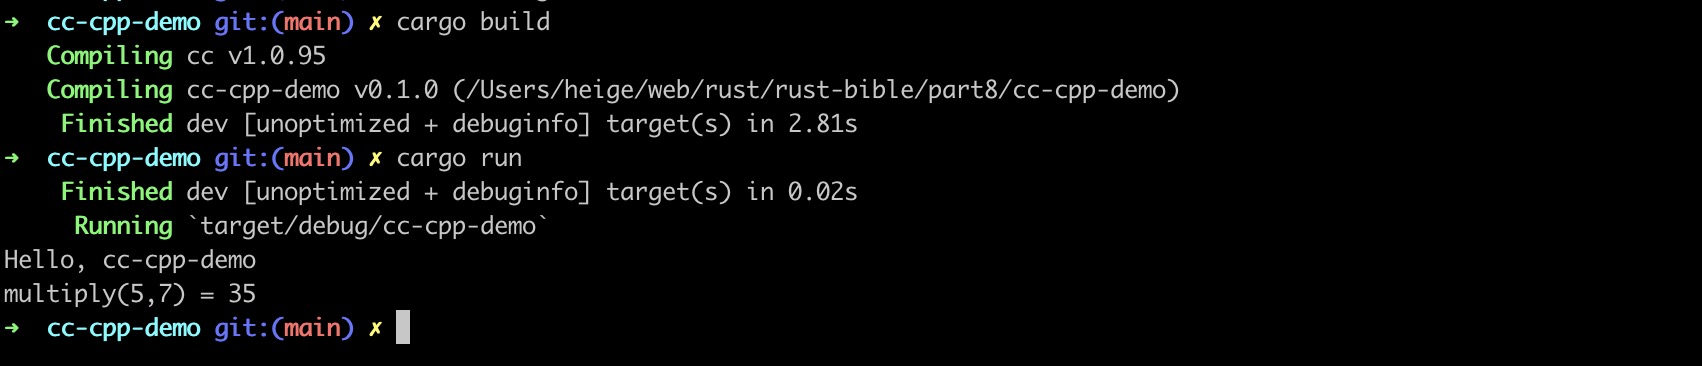 ➜  cc-cpp-demo git:(main) ✗ cargo build
   Compiling cc v1.0.95
   Compiling cc-cpp-demo v0.1.0 (/Users/heige/web/rust/rust-bible/part8/cc-cpp-demo)
    Finished dev [unoptimized + debuginfo] target(s) in 2.81s
➜  cc-cpp-demo git:(main) ✗ cargo run
    Finished dev [unoptimized + debuginfo] target(s) in 0.02s
     Running `target/debug/cc-cpp-demo`
Hello, cc-cpp-demo
multiply(5,7) = 35
➜  cc-cpp-demo git:(main) ✗